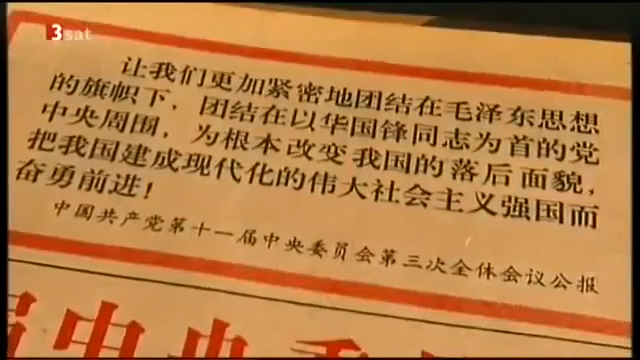 3sat
让我们更加紧密地团结在毛泽东思想
的旗帜下，团结在以华国锋同志为首的党
中央周围，为根本改变我国的落后面貌，
把我国建成现代化的伟大社会主义强国而
奋勇前进！
中国共产党第十一届中央委员会第三次全体会议公报
届中央委